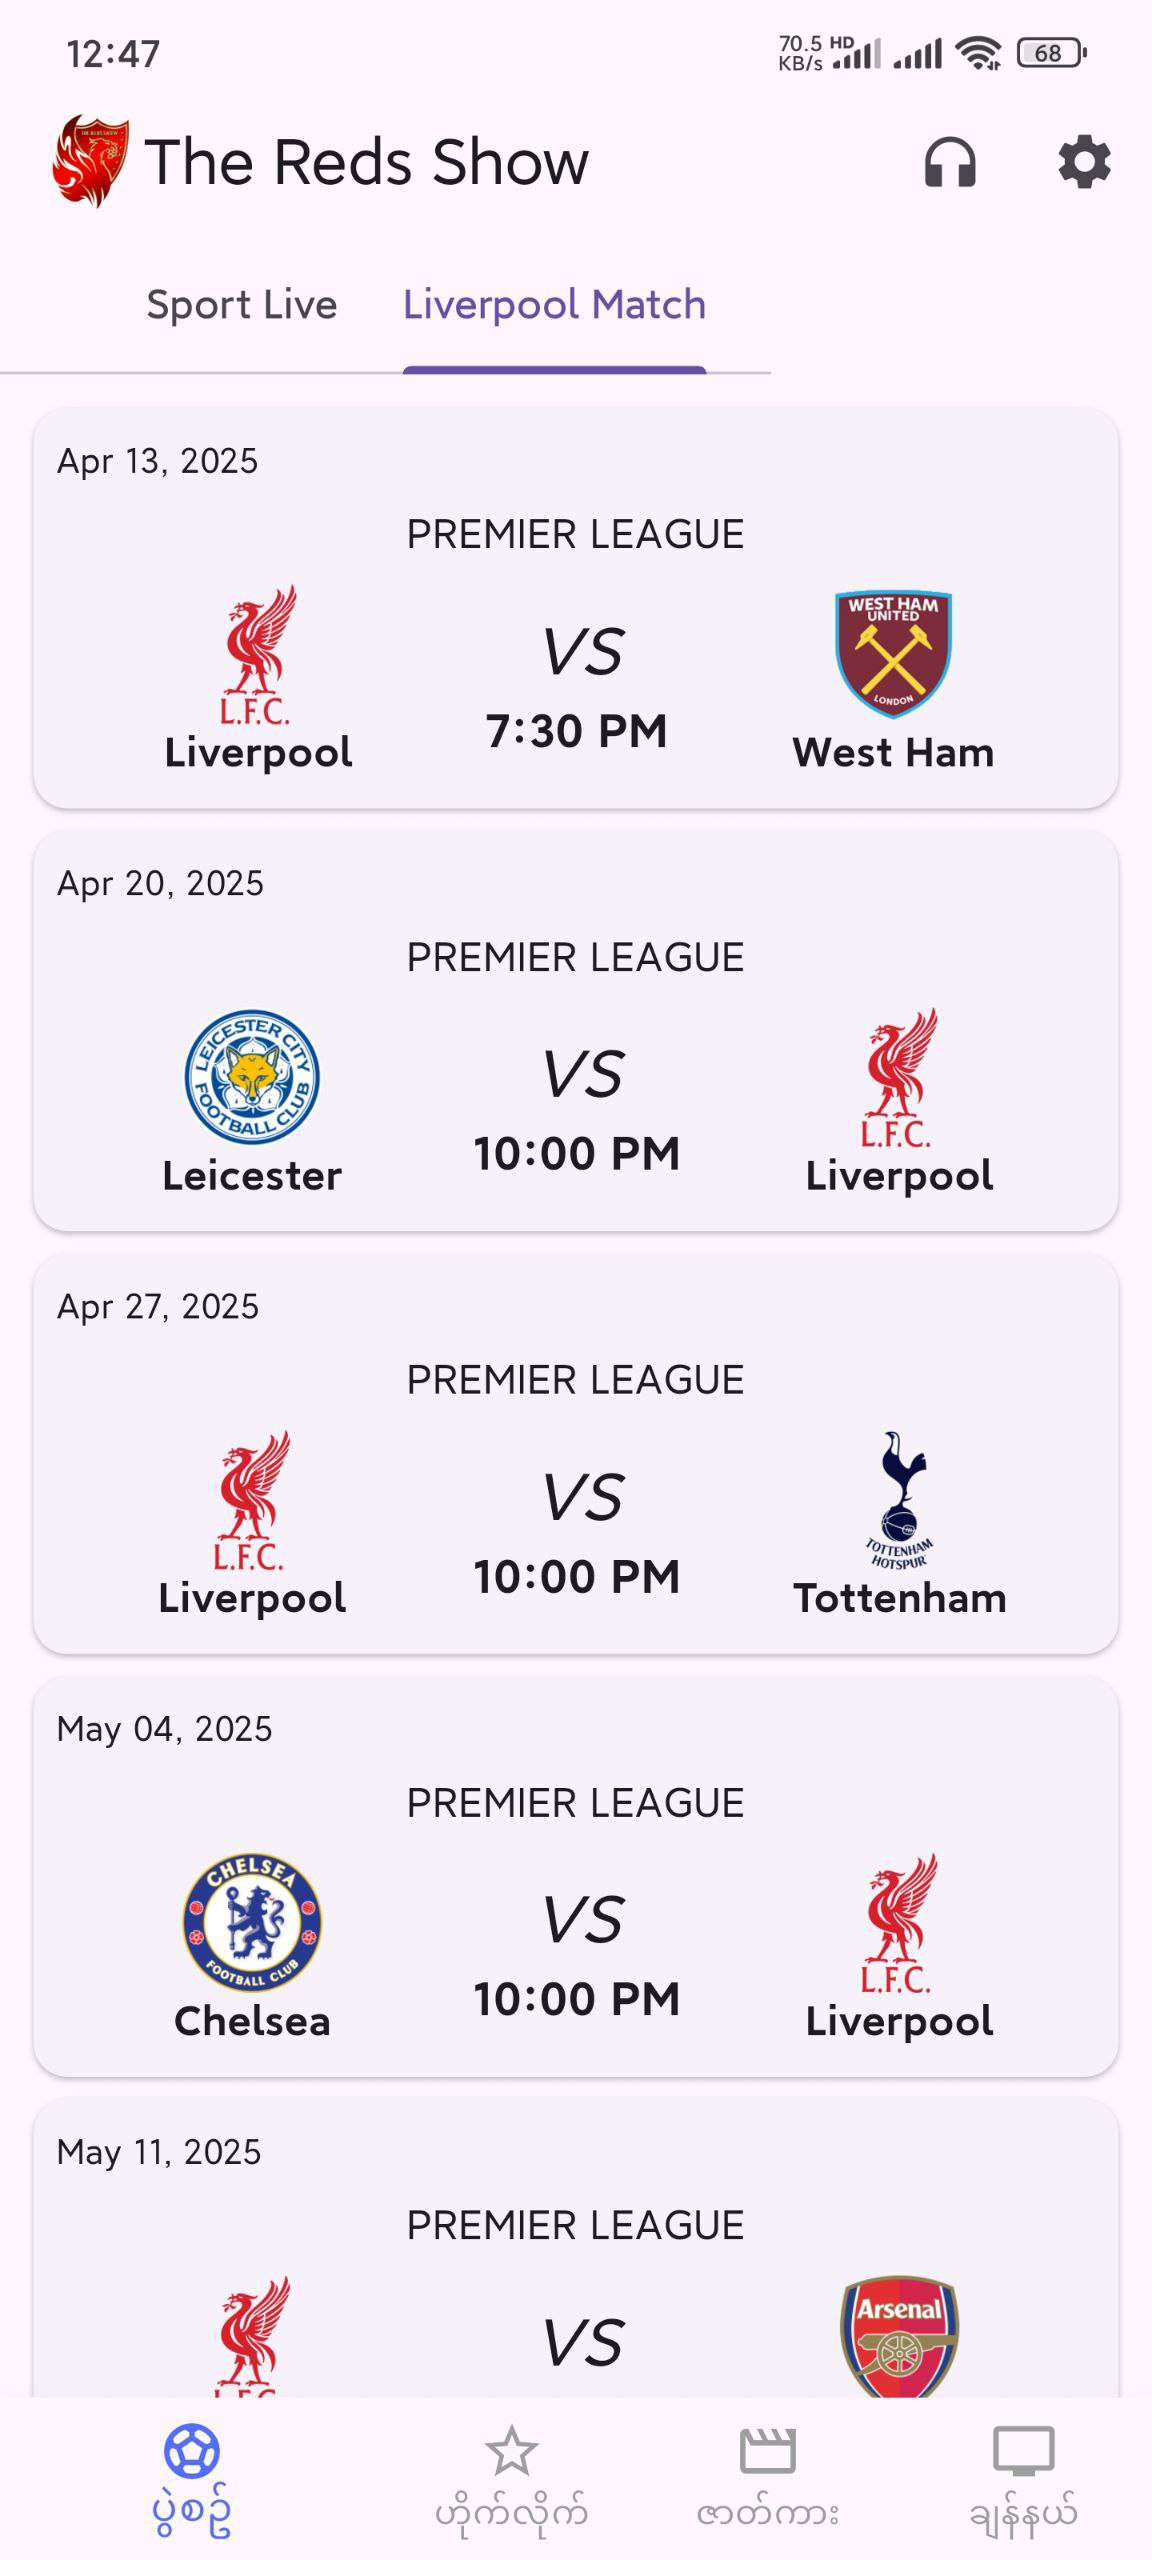 12:47
70.5 KB/s HD 68
The Reds Show
Sport Live Liverpool Match
Apr 13, 2025
PREMIER LEAGUE
WEST HAM UNITED LONDON
L.F.C.
VS
7:30 PM
Liverpool West Ham
Apr 20, 2025
PREMIER LEAGUE
LEICESTER CITY FOOTBALL CLUB
VS
L.F.C.
10:00 PM
Leicester Liverpool
Apr 27, 2025
PREMIER LEAGUE
VS
L.F.C. TOTTENHAM HOTSPUR
10:00 PM
Liverpool Tottenham
May 04, 2025
PREMIER LEAGUE
CHELSEA FOOTBALL CLUB
VS
L.F.C.
10:00 PM
Chelsea Liverpool
May 11, 2025
PREMIER LEAGUE
Arsenal
VS
ပွဲစဥ် ဟိုက်လိုက် ဇာတ်ကား ချန်နယ်